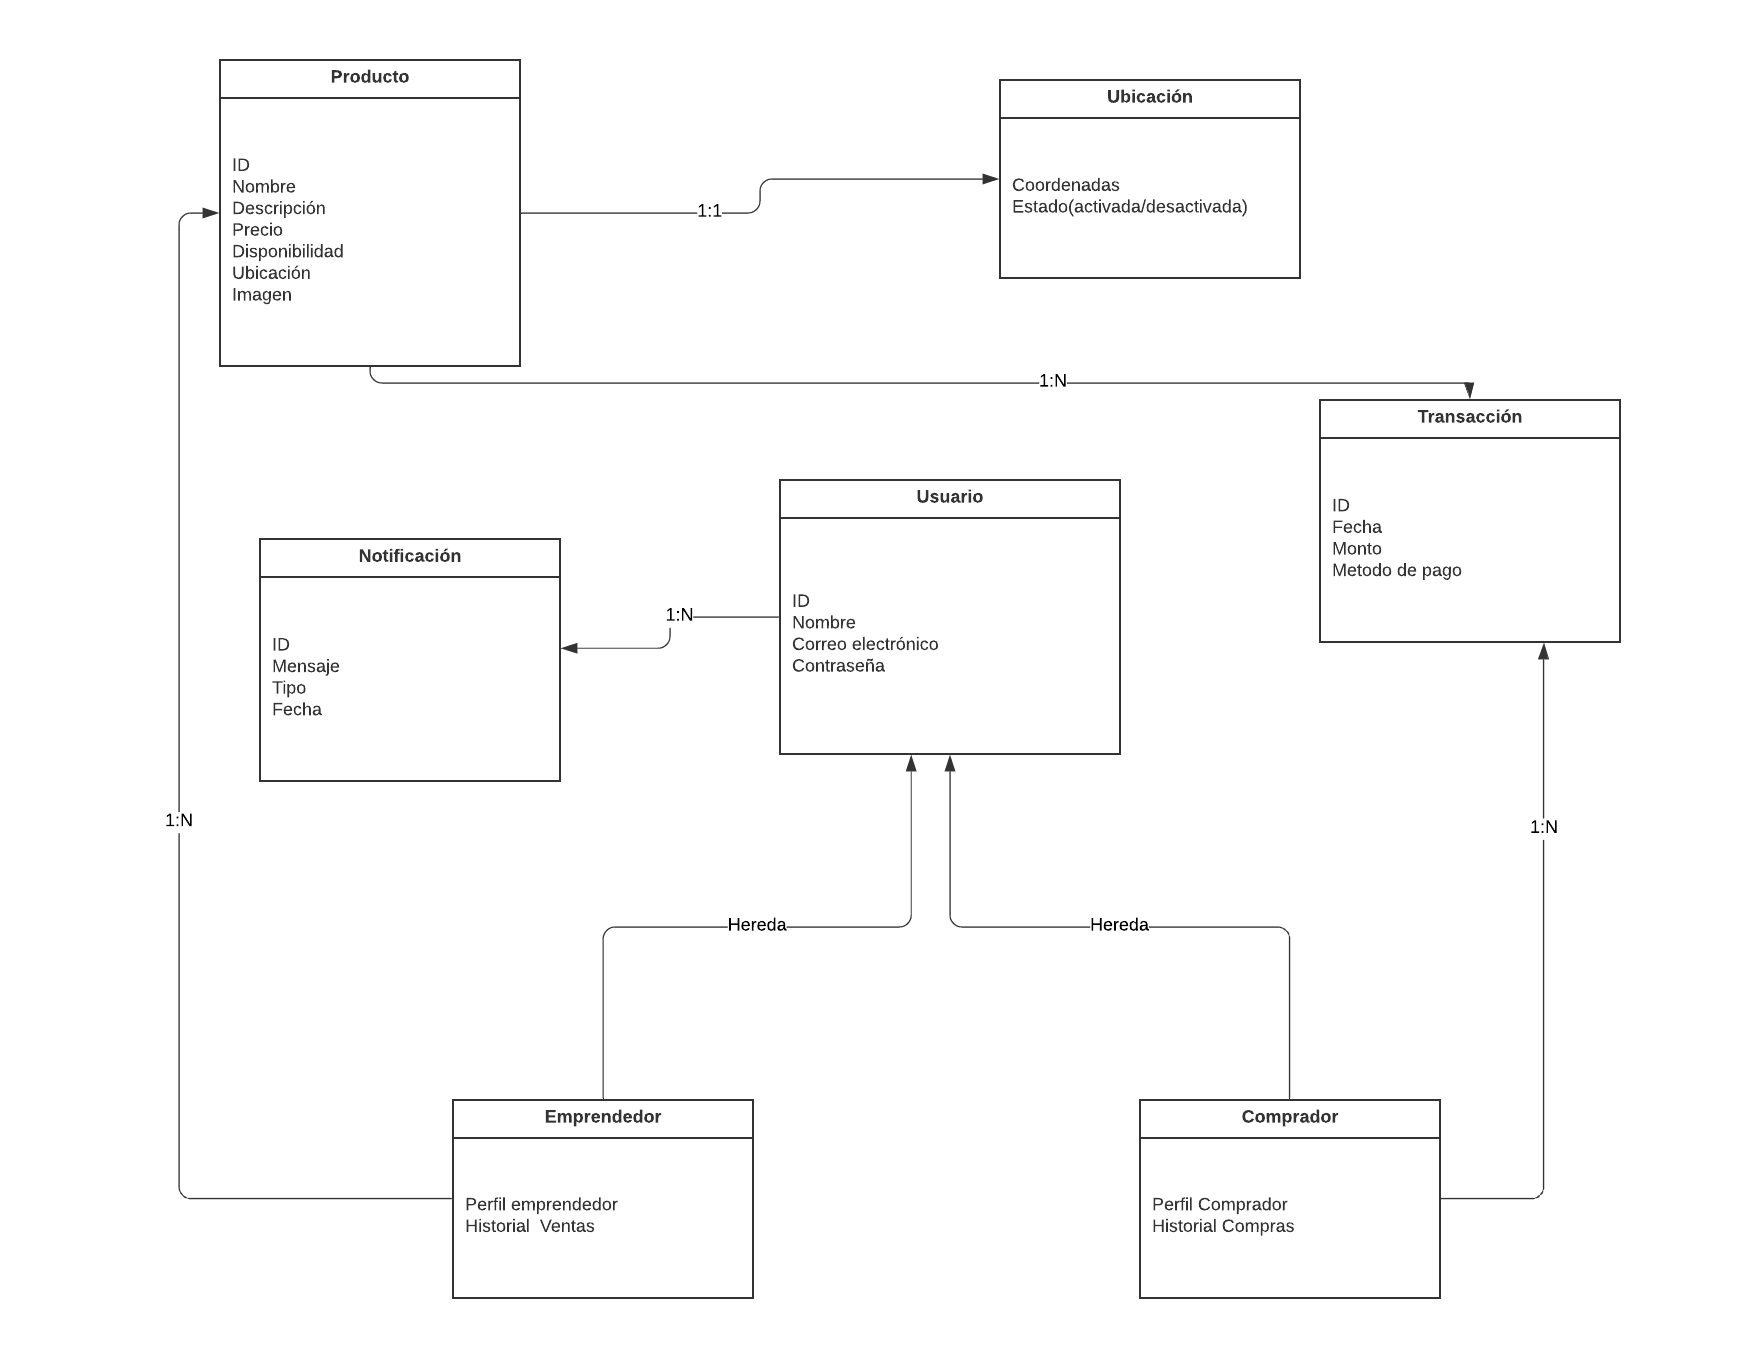 Producto
ID
Nombre
Descripción
Precio
Disponibilidad
Ubicación
Imagen
1:1
Ubicación
Coordenadas
Estado(activada/desactivada)
1:N
Transacción
ID
Fecha
Monto
Metodo de pago
Usuario
ID
Nombre
Correo electrónico
Contraseña
1:N
Notificación
ID
Mensaje
Tipo
Fecha
1:N
1:N
Hereda
Hereda
Emprendedor
Perfil emprendedor
Historial  Ventas
Comprador
Perfil Comprador
Historial Compras